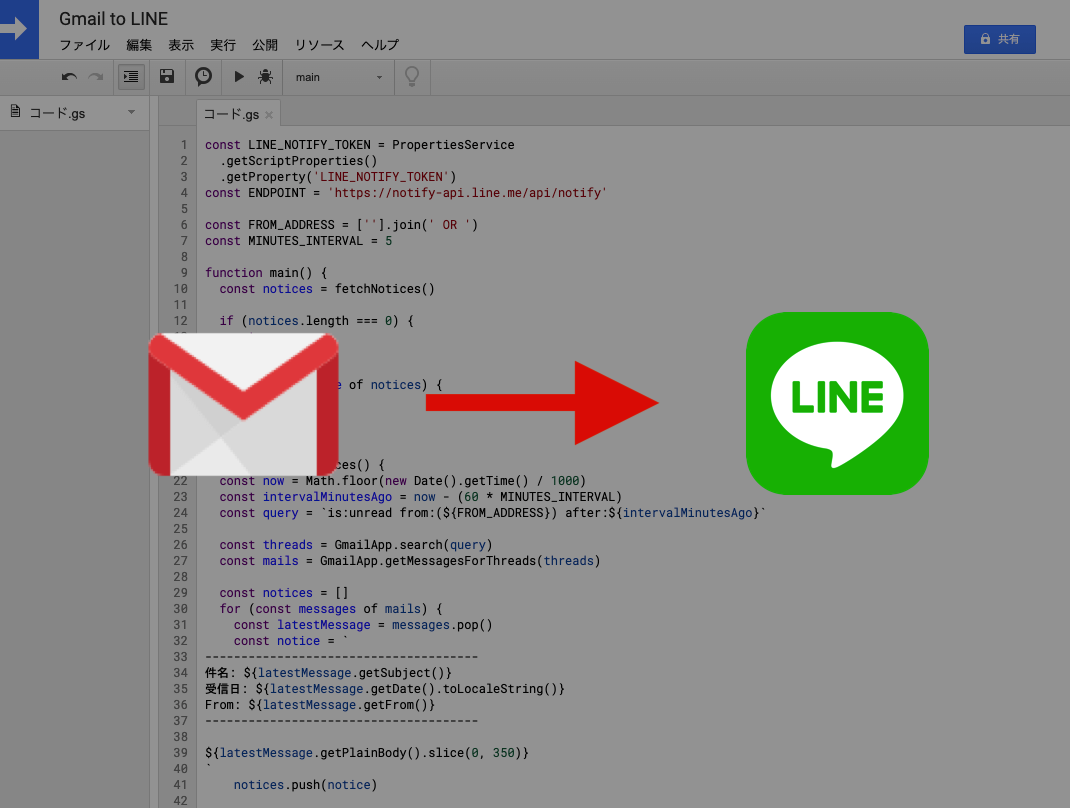 Gmail to LINE
ファイル 編集 表示 実行 公開 リソース ヘルプ
共有
main
コード.gs
コード.gs
1 const LINE_NOTIFY_TOKEN = PropertiesService
2 .getScriptProperties()
3 .getProperty('LINE_NOTIFY_TOKEN')
4 const ENDPOINT = 'https://notify-api.line.me/api/notify'
5
6 const FROM_ADDRESS = [''].join(' OR ')
7 const MINUTES_INTERVAL = 5
8
9 function main() {
10 const notices = fetchNotices()
11
12 if (notices.length === 0) {
e of notices) {
LINE
ces() {
22 const now = Math.floor(new Date().getTime() / 1000)
23 const intervalMinutesAgo = now - (60 * MINUTES_INTERVAL)
24 const query = `is:unread from:(${FROM_ADDRESS}) after:${intervalMinutesAgo}`
25
26 const threads = GmailApp.search(query)
27 const mails = GmailApp.getMessagesForThreads(threads)
28
29 const notices = []
30 for (const messages of mails) {
31 const latestMessage = messages.pop()
32 const notice = `
33 --------------------------------------
34 件名: ${latestMessage.getSubject()}
35 受信日: ${latestMessage.getDate().toLocaleString()}
36 From: ${latestMessage.getFrom()}
37 --------------------------------------
38
39 ${latestMessage.getPlainBody().slice(0, 350)}
40 `
41 notices.push(notice)
42